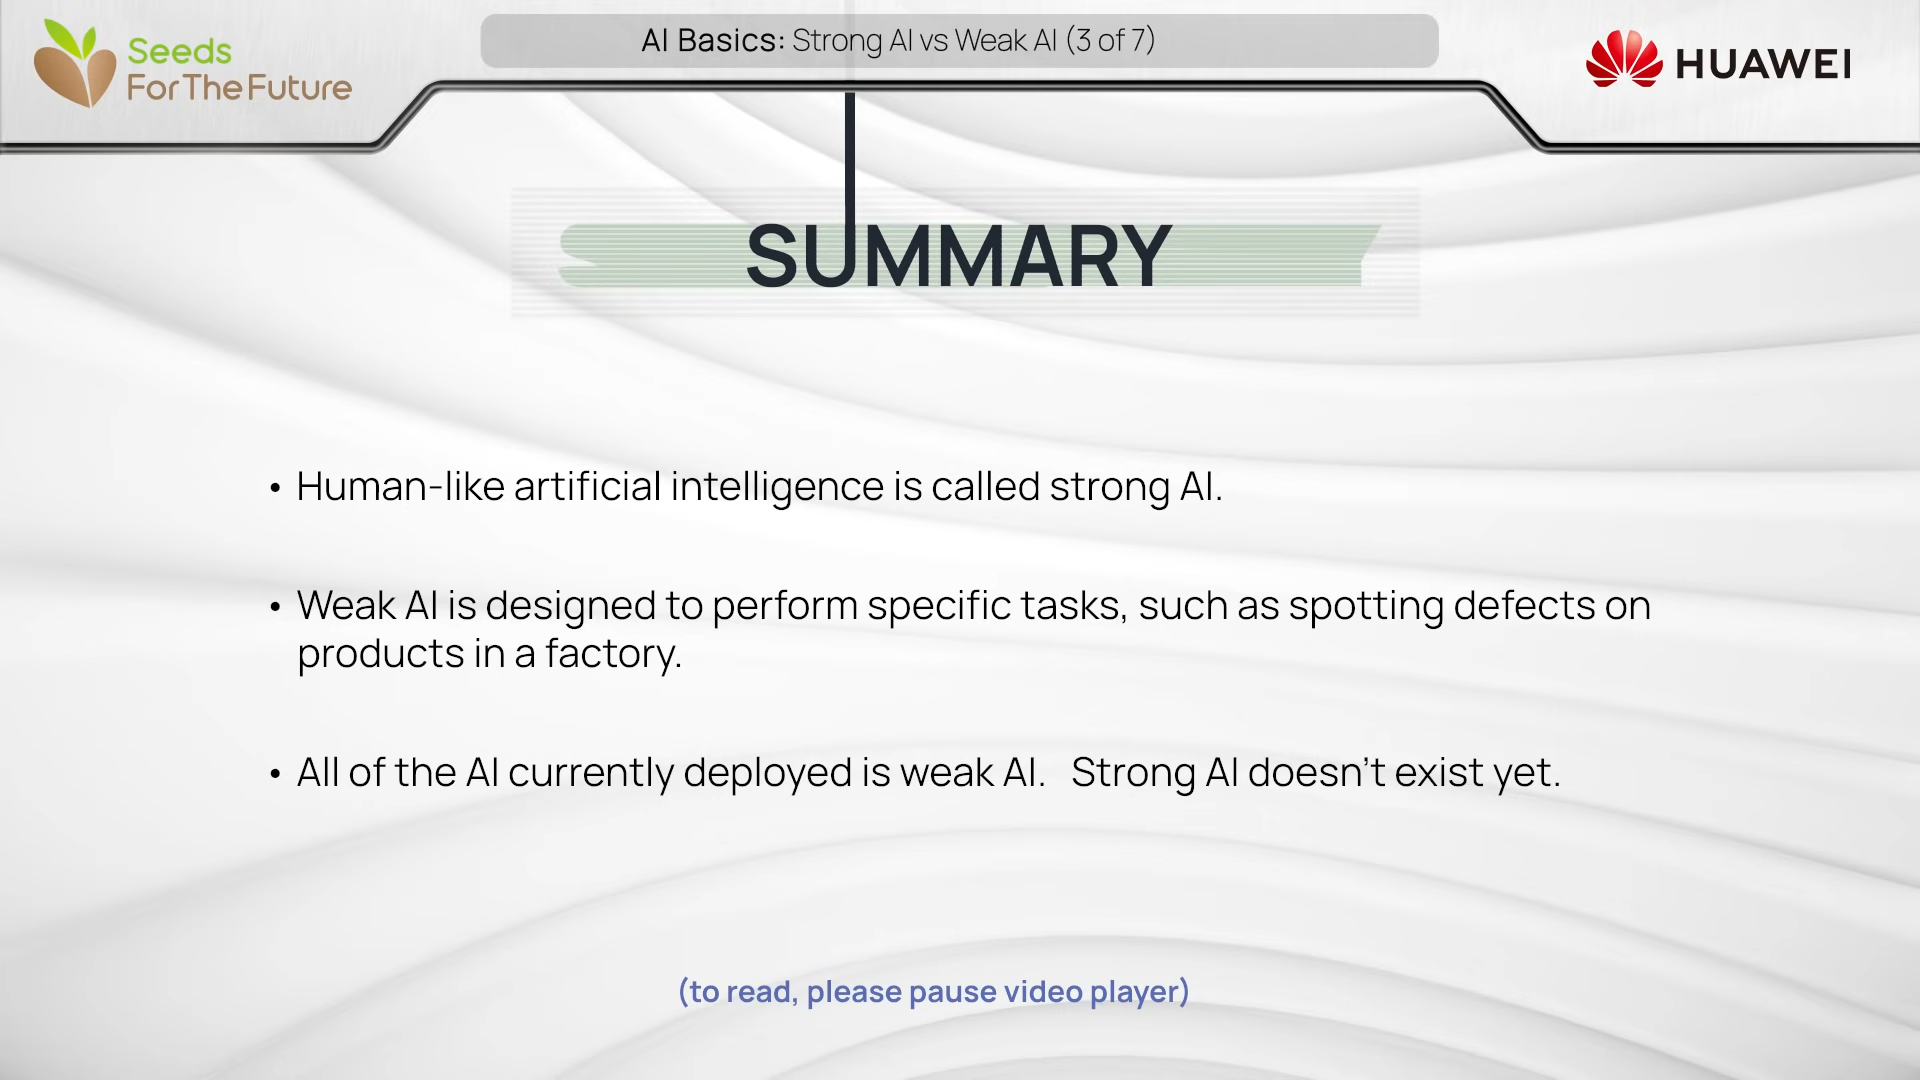 Seeds
ForTheFuture
AI Basics: Strong AI vs Weak AI (3 of 7)
HUAWEI
SUMMARY
• Human-like artificial intelligence is called strong AI.
• Weak AI is designed to perform specific tasks, such as spotting defects on
products in a factory.
• All of the AI currently deployed is weak AI. Strong AI doesn't exist yet.
(to read, please pause video player)